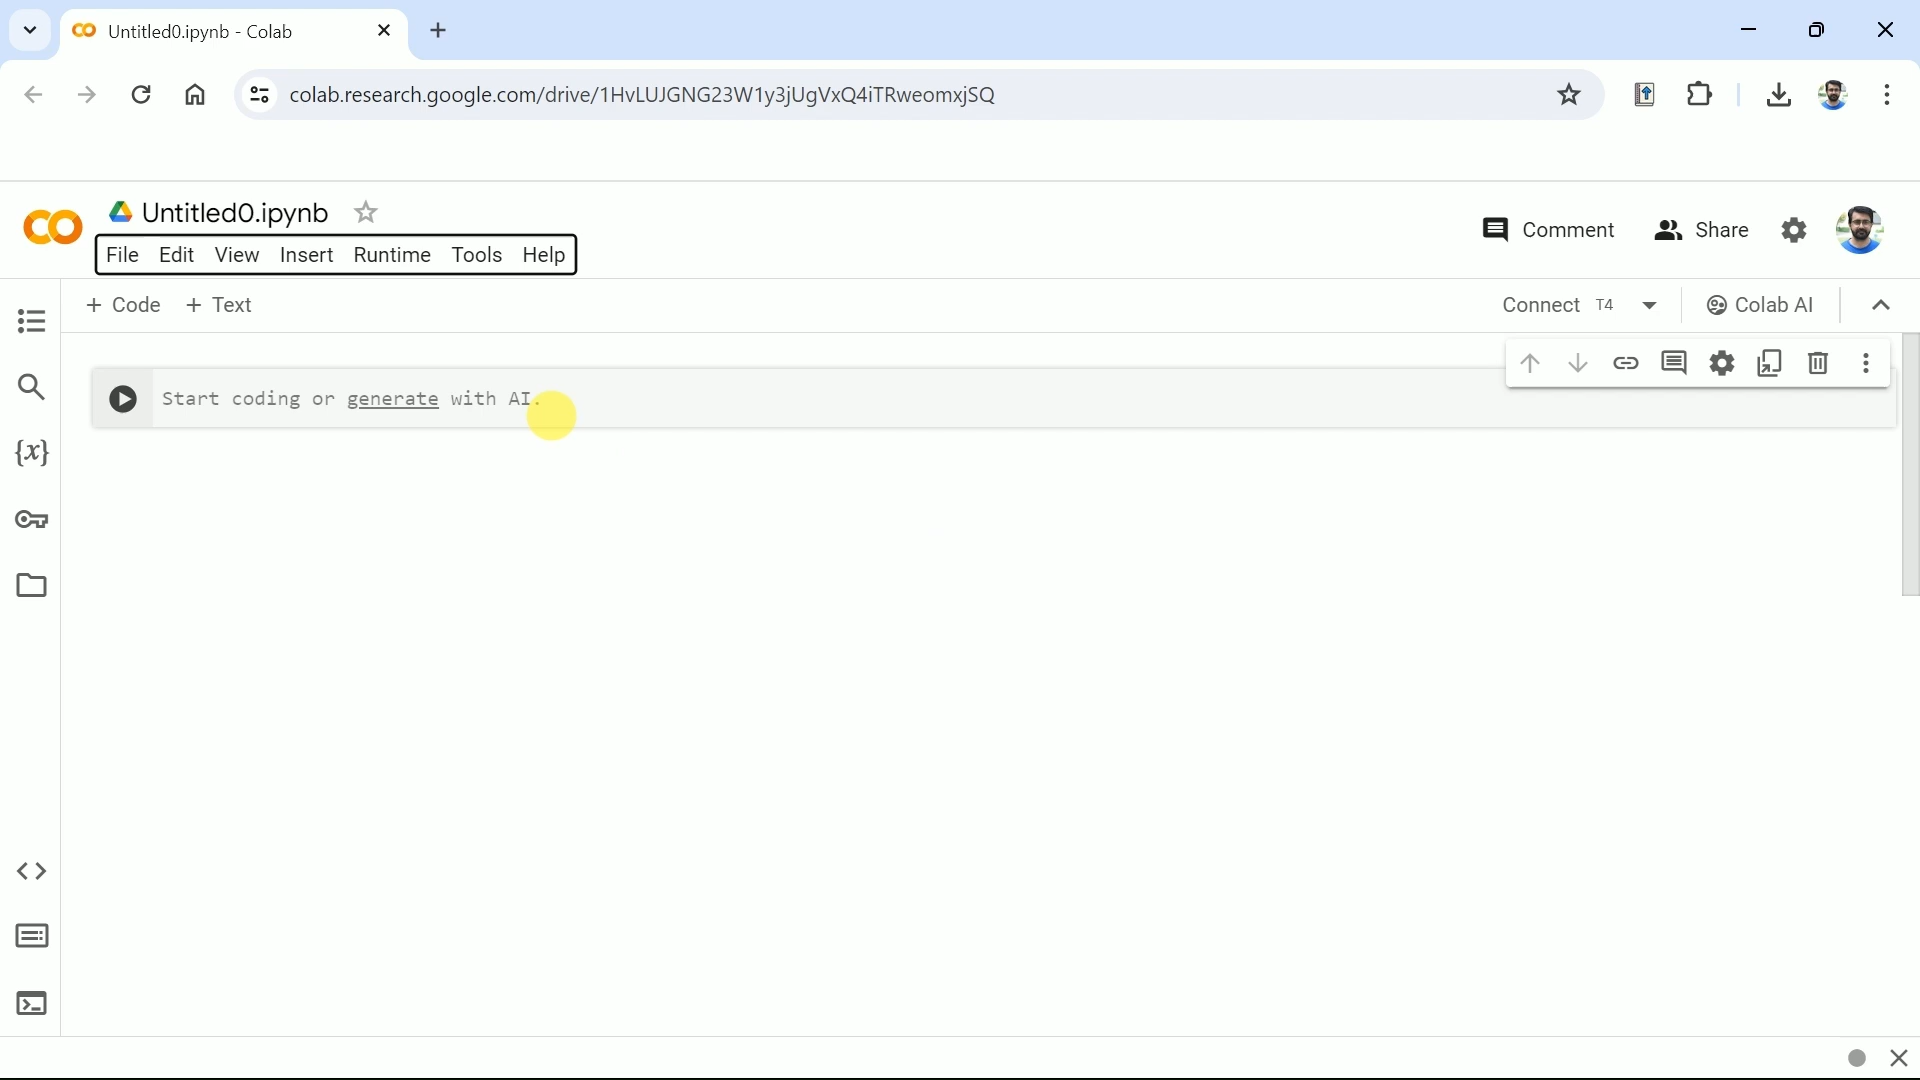 Untitled0.ipynb - Colab
colab.research.google.com/drive/1HvLUJGNG23W1y3jUgVxQ4iTRweomxjSQ
Untitled0.ipynb
File Edit View Insert Runtime Tools Help
Comment Share
+ Code + Text
Connect T4 Colab AI
Start coding or generate with AI.
{x}